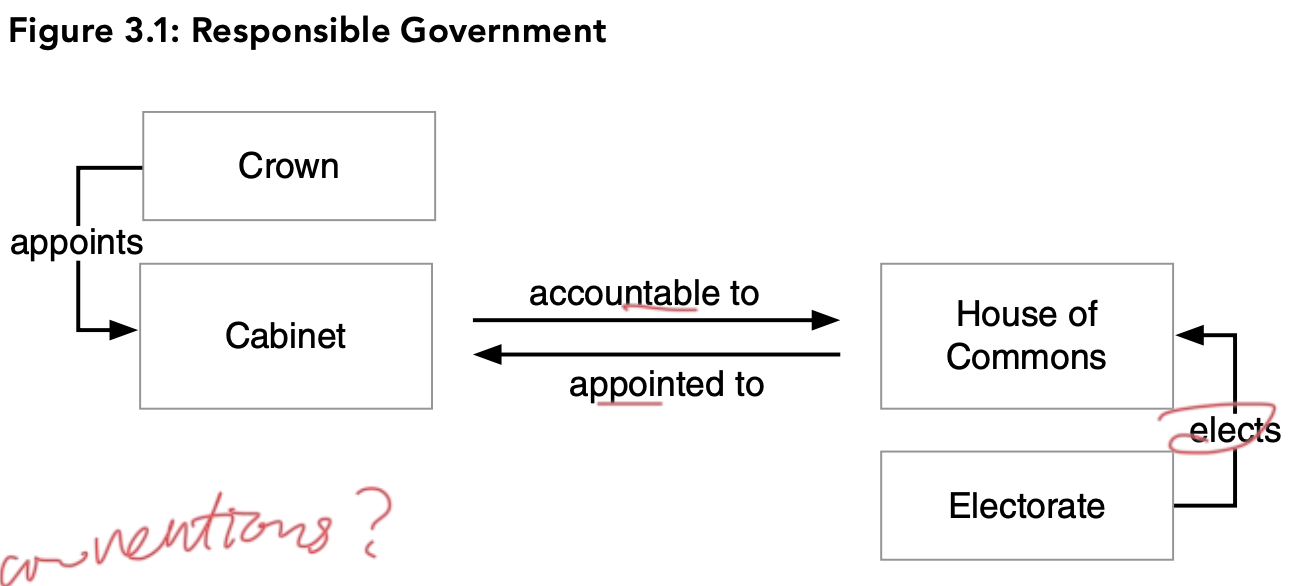 Figure 3.1: Responsible Government
Crown
appoints
Cabinet
accountable to
appointed to
House of
Commons
elects
Electorate
conventions?